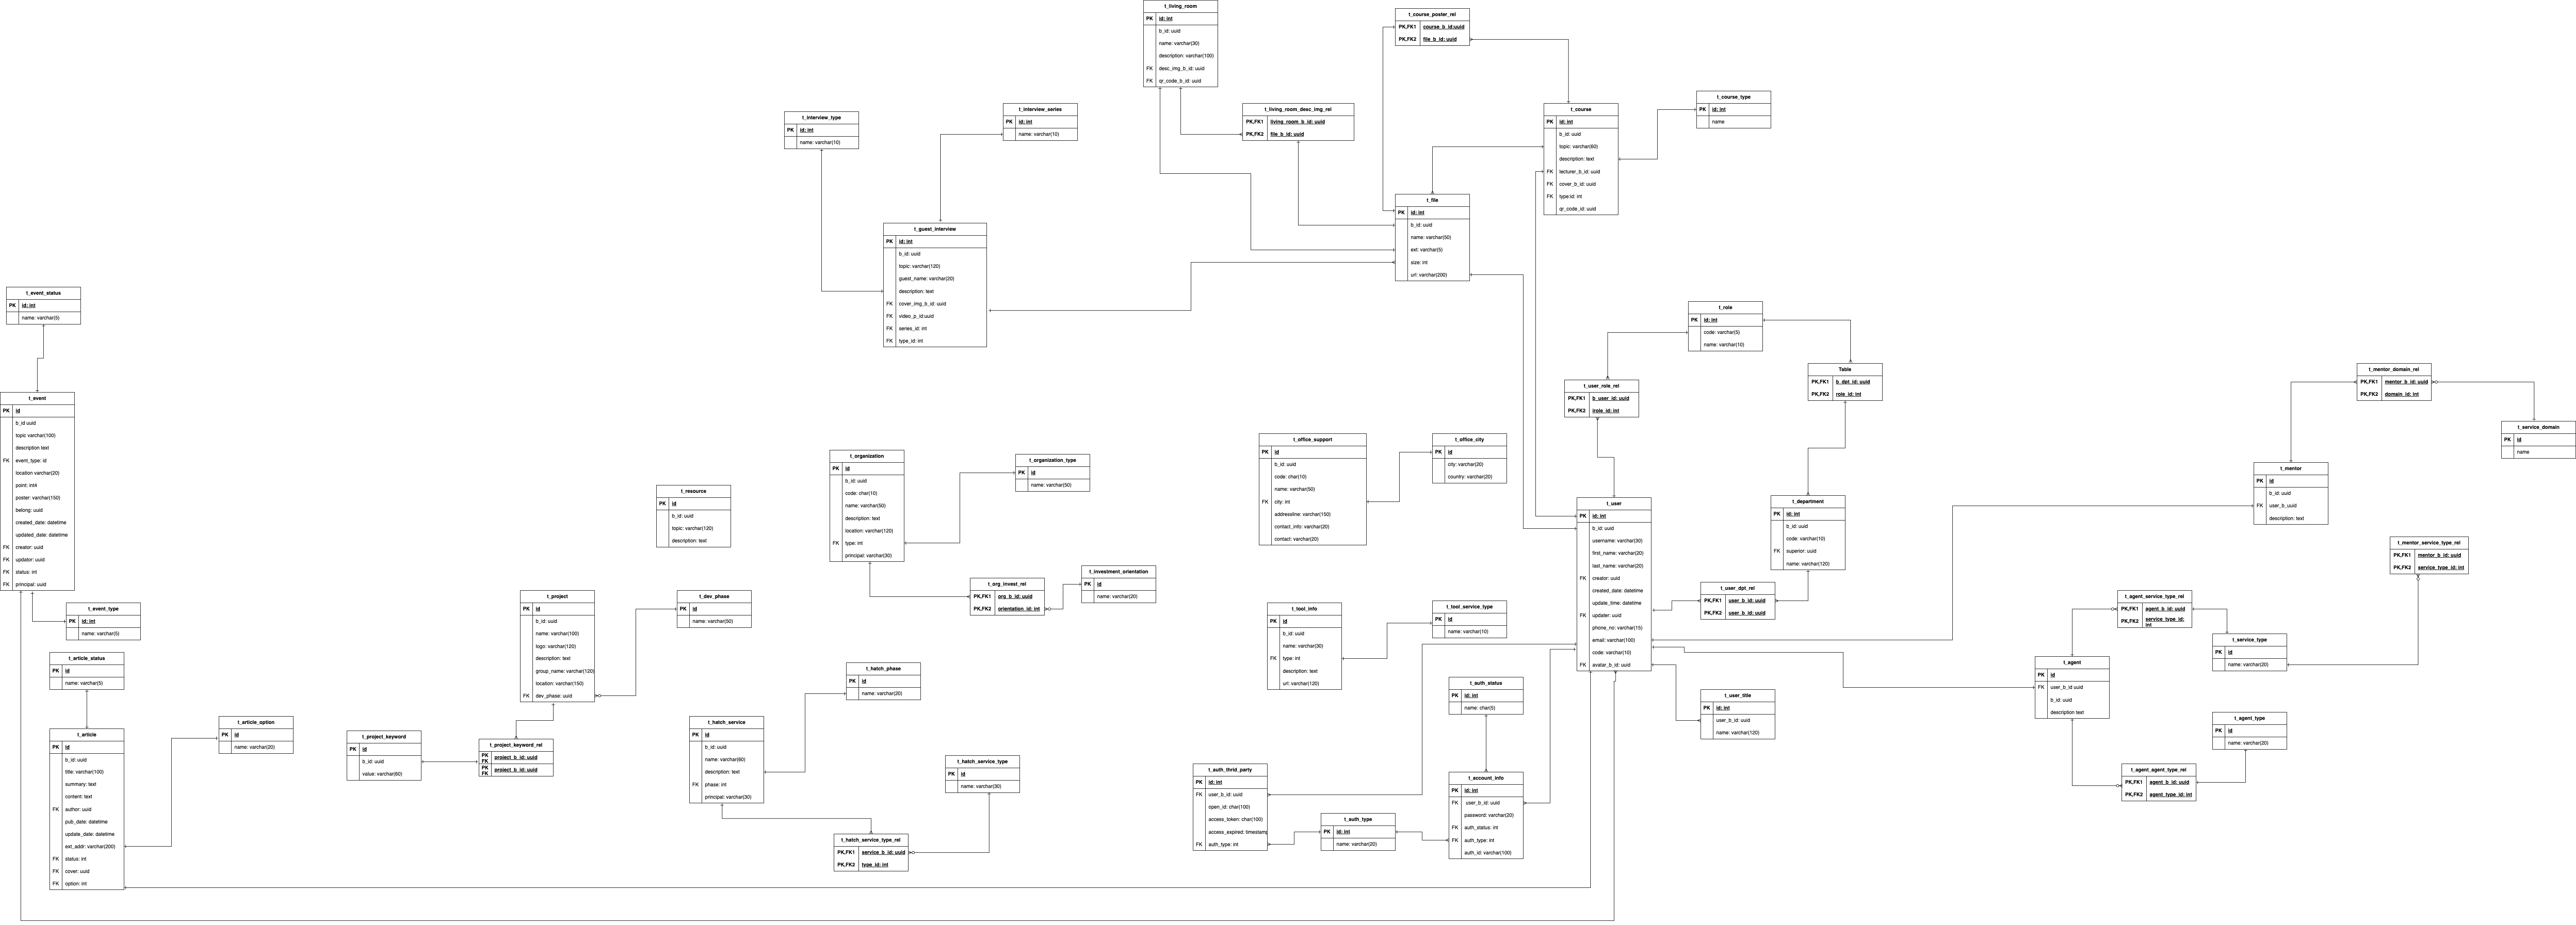 t_living_room
PK id: int
b_id: uuid
name: varchar(30)
description: varchar(100)
FK desc_img_b_id: uuid
FK qr_code_b_id: uuid
t_course_poster_rel
PK,FK1 course_b_id:uuid
PK,FK2 file_b_id: uuid
t_interview_type
PK id: int
name: varchar(10)
t_interview_series
PK id: int
name: varchar(10)
t_living_room_desc_img_rel
PK,FK1 living_room_b_id: uuid
PK,FK2 file_b_id: uuid
t_course
PK id: int
b_id: uuid
topic: varchar(60)
description: text
FK lecturer_b_id: uuid
FK cover_b_id: uuid
FK type:id: int
qr_code_id: uuid
t_course_type
PK id: int
name
t_file
PK id: int
b_id: uuid
name: varchar(50)
ext: varchar(5)
size: int
url: varchar(200)
t_guest_interview
PK id: int
b_id: uuid
topic: varchar(120)
guest_name: varchar(20)
description: text
FK cover_img_b_id: uuid
FK video_p_id:uuid
FK series_id: int
FK type_id: int
t_event_status
PK id: int
name: varchar(5)
t_role
PK id: int
code: varchar(5)
name: varchar(10)
t_user_role_rel
PK,FK1 b_user_id: uuid
PK,FK2 irole_id: int
Table
PK,FK1 b_dpt_id: uuid
PK,FK2 role_id: int
t_mentor_domain_rel
PK,FK1 mentor_b_id: uuid
PK,FK2 domain_id: int
t_service_domain
PK id
name
t_event
PK id
b_id uuid
topic varchar(100)
description text
FK event_type: id
location varchar(20)
point: int4
poster: varchar(150)
belong: uuid
created_date: datetime
updated_date: datetime
FK creator: uuid
FK updator: uuid
FK status: int
FK principal: uuid
t_event_type
PK id: int
name: varchar(5)
t_resource
PK id
b_id: uuid
topic: varchar(120)
description: text
t_organization
PK id
b_id: uuid
code: char(10)
name: varchar(50)
description: text
location: varchar(120)
FK type: int
principal: varchar(30)
t_organization_type
PK id
name: varchar(50)
t_org_invest_rel
PK,FK1 org_b_id: uuid
PK,FK2 orientation_id: int
t_investment_orientation
PK id
name: varchar(20)
t_office_support
PK id
b_id: uuid
code: char(10)
name: varchar(50)
FK city: int
addressline: varchar(150)
contact_info: varchar(20)
contact: varchar(20)
t_office_city
PK id
city: varchar(20)
country: varchar(20)
t_user
PK id: int
b_id: uuid
username: varchar(30)
first_name: varchar(20)
last_name: varchar(20)
FK creator: uuid
created_date: datetime
update_time: datetime
FK updater: uuid
phone_no: varchar(15)
email: varchar(100)
code: varchar(10)
FK avatar_b_id: uuid
t_department
PK id: int
b_id: uuid
code: varchar(10)
FK superior: uuid
name: varchar(120)
t_user_dpt_rel
PK,FK1 user_b_id: uuid
PK,FK2 user_b_id: uuid
t_user_title
PK id: int
user_b_id: uuid
name: varchar(120)
t_mentor
PK id
b_id: uuid
FK user_b_uuid
description: text
t_mentor_service_type_rel
PK,FK1 mentor_b_id: uuid
PK,FK2 service_type_id: int
t_agent_service_type_rel
PK,FK1 agent_b_id: uuid
PK,FK2 service_type_id:
int
t_service_type
PK id
name: varchar(20)
t_agent
PK id
FK user_b_id uuid
b_id: uuid
description text
t_agent_type
PK id
name: varchar(20)
t_agent_agent_type_rel
PK,FK1 agent_b_id: uuid
PK,FK2 agent_type_id: int
t_project
PK id
b_id: uuid
name: varchar(100)
logo: varchar(120)
description: text
group_name: varchar(120)
location: varchar(150)
FK dev_phase: uuid
t_dev_phase
PK id
name: varchar(50)
t_project_keyword
PK id
b_id: uuid
value: varchar(60)
t_project_keyword_rel
PK
FK project_b_id: uuid
PK
FK project_b_id: uuid
t_article_status
PK id
name: varchar(5)
t_article
PK id
b_id: uuid
title: varchar(100)
summary: text
content: text
FK author: uuid
pub_date: datetime
update_date: datetime
ext_addr: varchar(200)
FK status: int
FK cover: uuid
FK option: int
t_article_option
PK id
name: varchar(20)
t_hatch_phase
PK id
name: varchar(20)
t_hatch_service
PK id
b_id: uuid
name: varchar(60)
description: text
FK phase: int
principal: varchar(30)
t_hatch_service_type
PK id
name: varchar(30)
t_hatch_service_type_rel
PK,FK1 service_b_id: uuid
PK,FK2 type_id: int
t_tool_info
PK id
b_id: uuid
name: varchar(30)
FK type: int
description: text
url: varchar(120)
t_tool_service_type
PK id
name: varchar(10)
t_auth_status
PK id: int
name: char(5)
t_auth_thrid_party
PK id: int
FK user_b_id: uuid
open_id: char(100)
access_token: char(100)
access_expired: timestamp
FK auth_type: int
t_auth_type
PK id: int
name: varchar(20)
t_account_info
PK id: int
FK user_b_id: uuid
password: varchar(20)
FK auth_status: int
FK auth_type: int
auth_id: varchar(100)